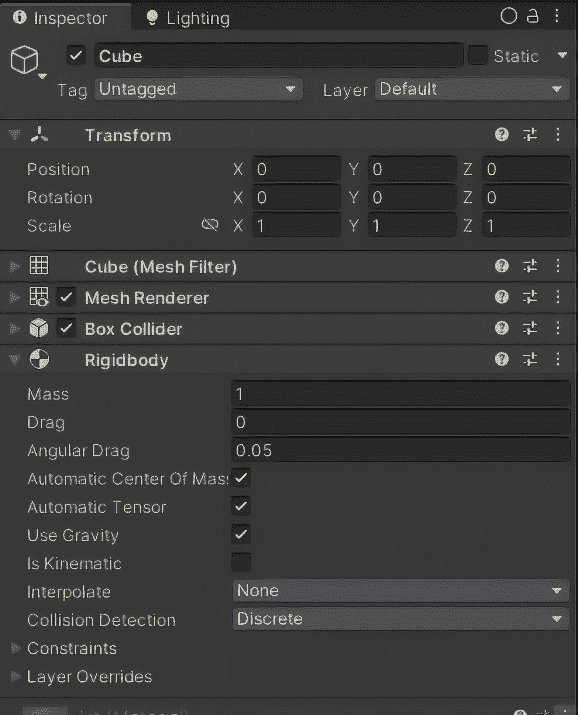 Inspector Lighting
Cube Static
Tag Untagged Layer Default
Transform
Position X 0 Y 0 Z 0
Rotation X 0 Y 0 Z 0
Scale X 1 Y 1 Z 1
Cube (Mesh Filter)
Mesh Renderer
Box Collider
Rigidbody
Mass 1
Drag 0
Angular Drag 0.05
Automatic Center Of Mas
Automatic Tensor
Use Gravity
Is Kinematic
Interpolate None
Collision Detection Discrete
Constraints
Layer Overrides